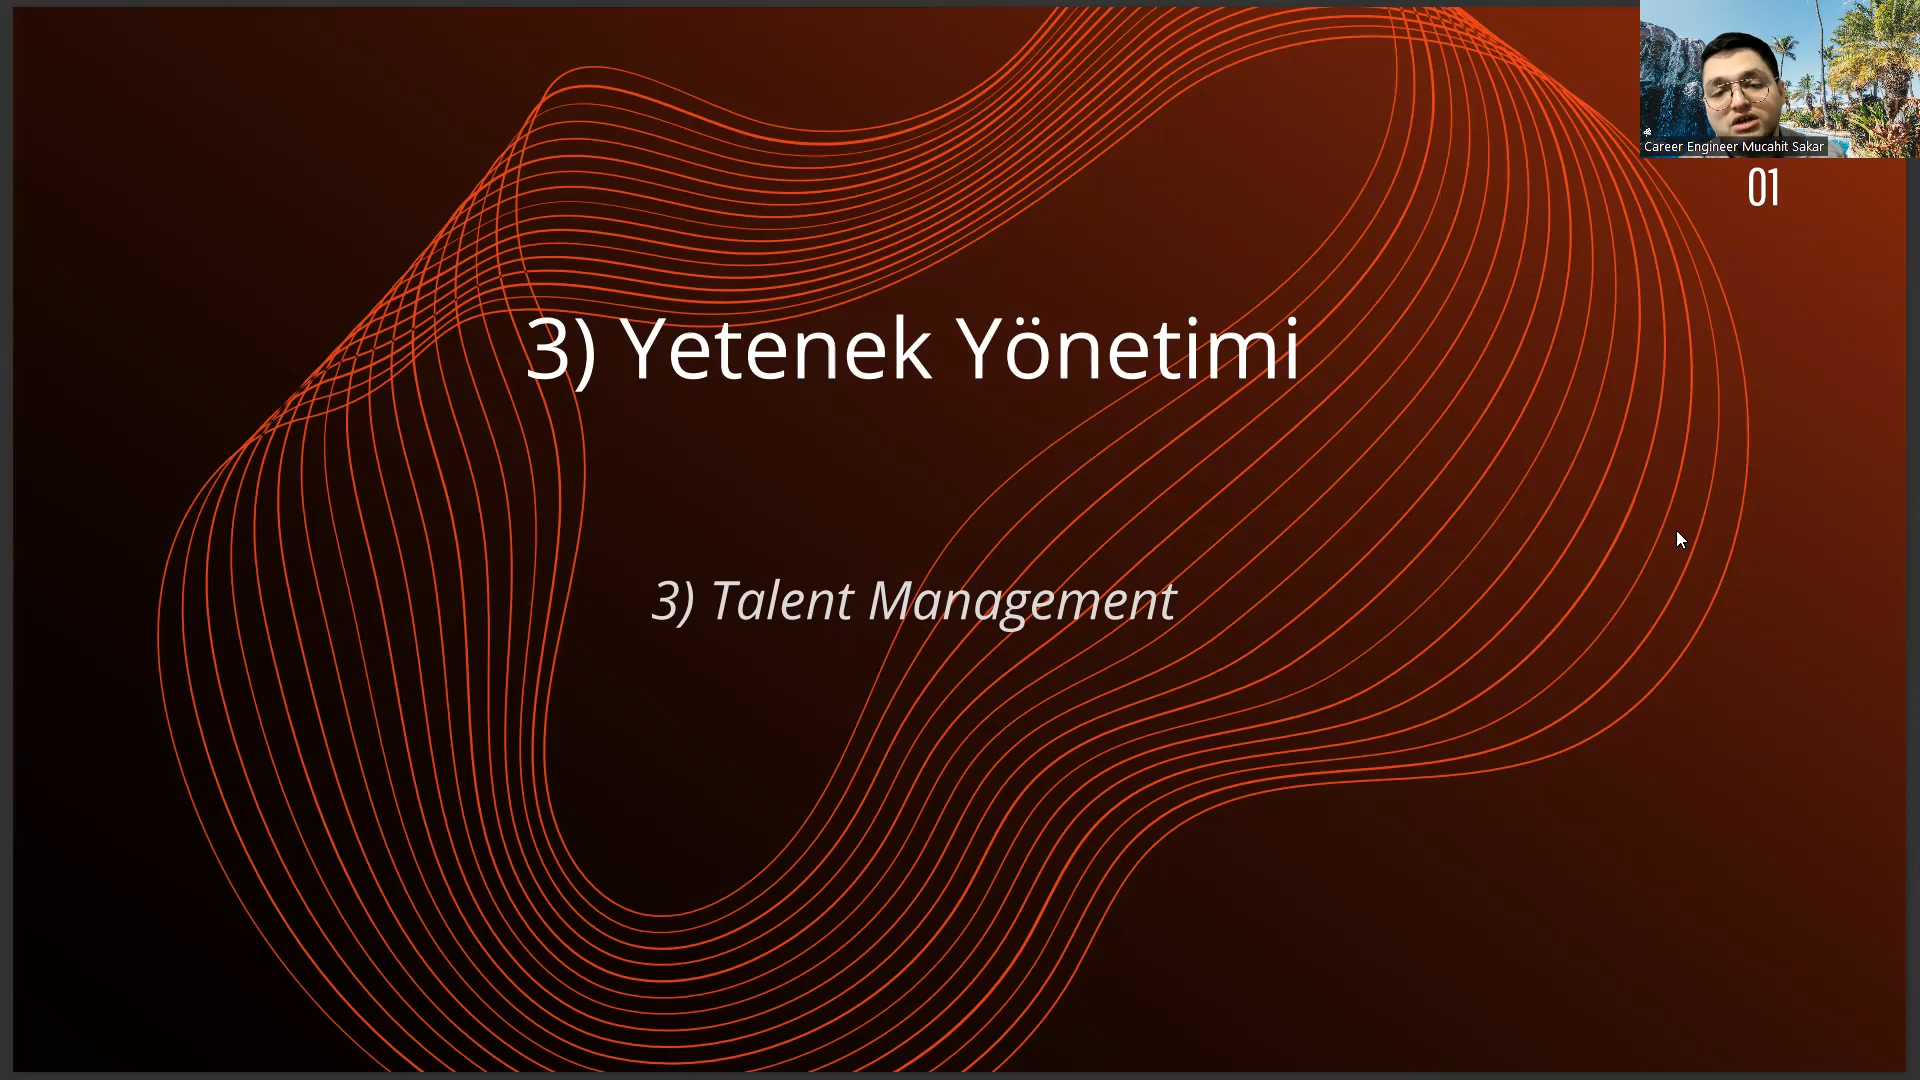 Career Engineer Mucahit Sakar
01
3) Yetenek Yönetimi
3) Talent Management